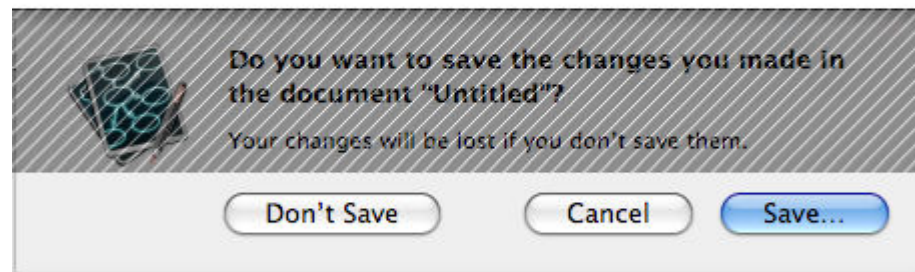 Do you want to save the changes you made in
the document “Untitled”?
Your changes will be lost if you don’t save them.
Don’t Save Cancel Save...